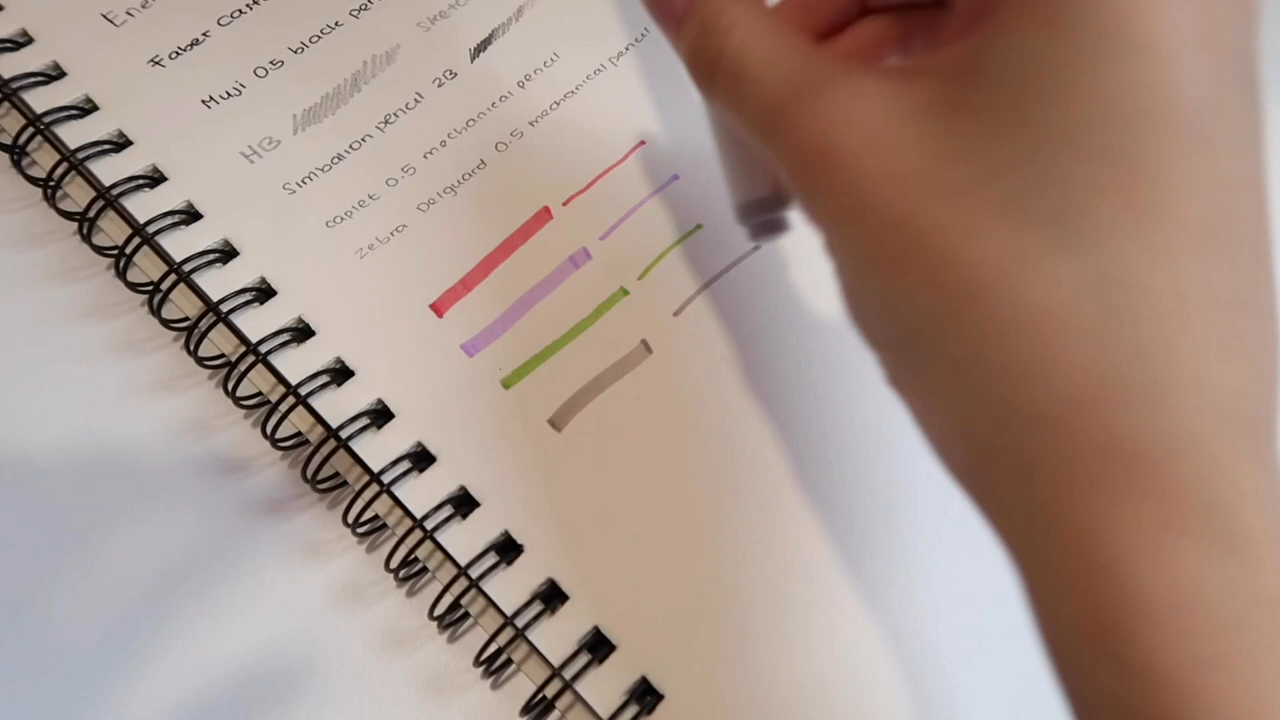 Faber Cast
Muji 0.5 black pen
HB Sketc
Simbalion pencil 2B
caplet 0.5 mechanical pencil
Zebra Delguard 0.5 mechanical pencil